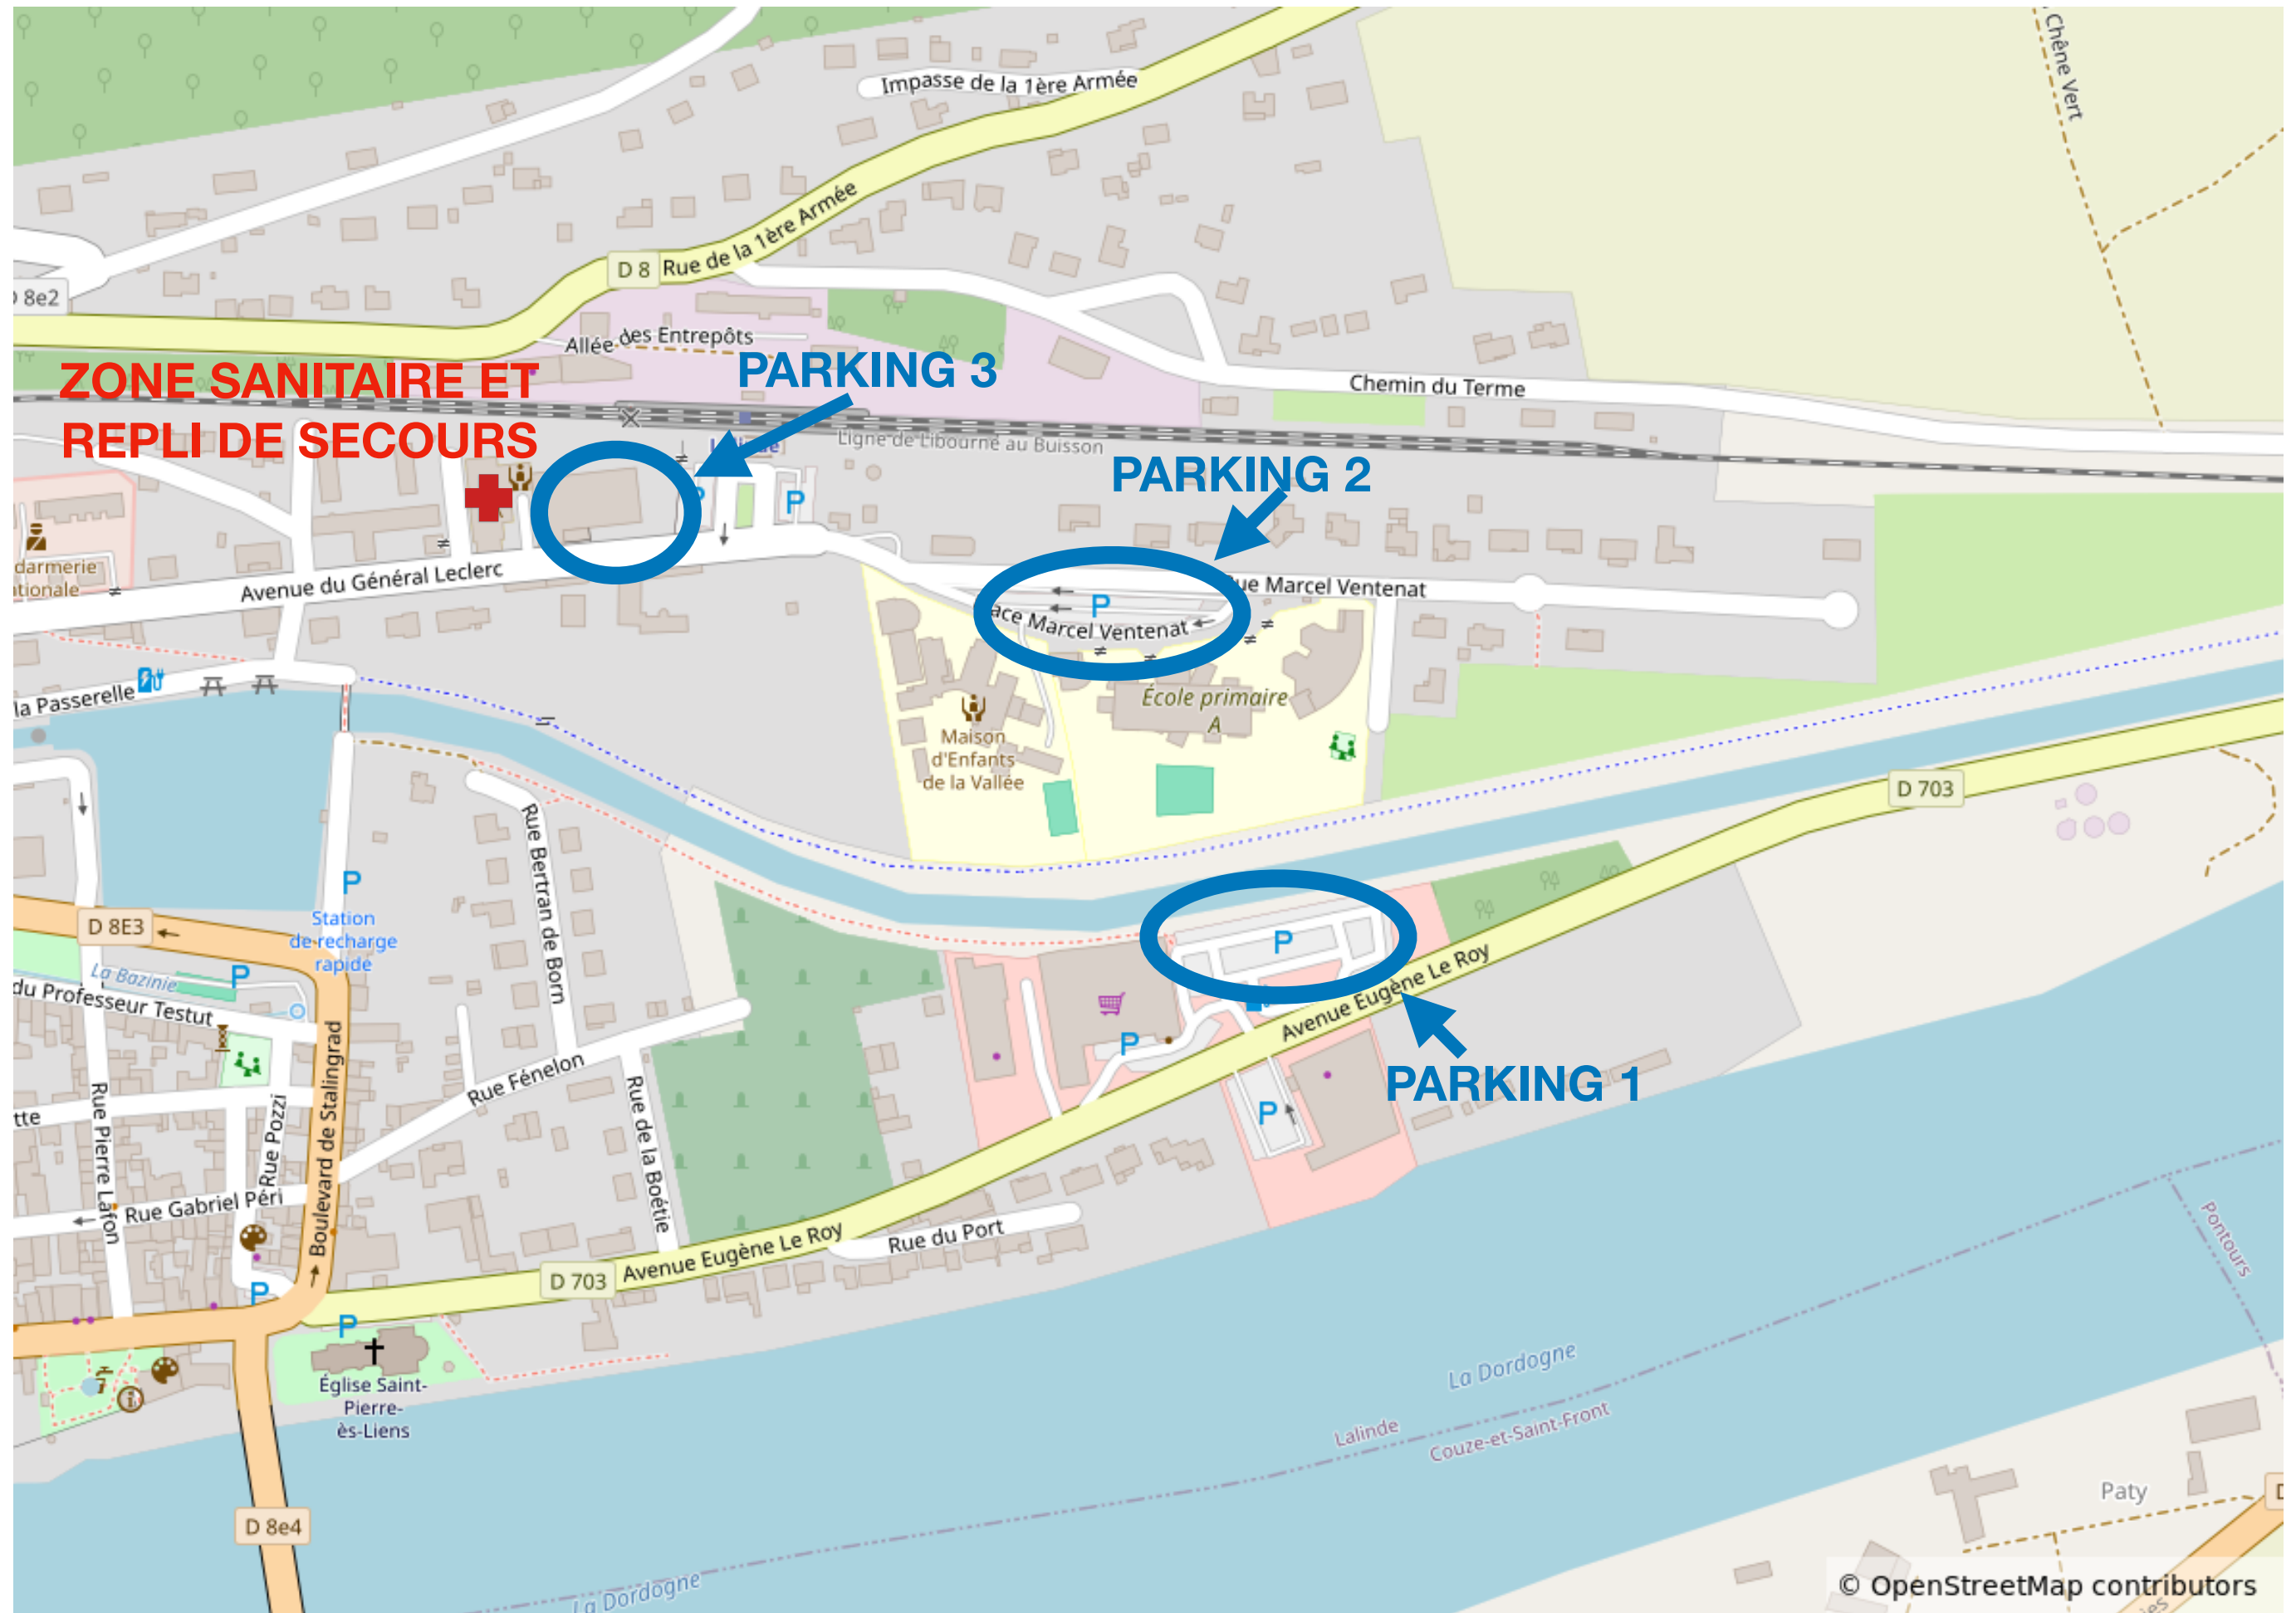 Chêne Vert
Impasse de la 1ère Armée
D 8
Rue de la 1ère Armée
8e2
Allée des Entrepôts
ZONE SANITAIRE ET
REPLI DE SECOURS
PARKING 3
Chemin du Terme
Ligne de Libourne au Buisson
PARKING 2
P
P
darmerie
tionale
Avenue du Général Leclerc
ue Marcel Ventenat
P
ace Marcel Ventenat
la Passerelle
École primaire
A
Maison
d'Enfants
de la Vallée
D 703
Rue Bertran de Born
P
Station
de recharge
rapide
D 8E3
La Bazinie
P
du Professeur Testut
P
Avenue Eugène Le Roy
P
PARKING 1
P
Rue Fénelon
Rue de la Boétie
Boulevard de Stalingrad
Rue Pozzi
Rue Pierre Lafon
tte
Rue Gabriel Péri
Avenue Eugène Le Roy
Rue du Port
D 703
P
P
Pontours
Église Saint-
Pierre-
ès-Liens
La Dordogne
Lalinde
Couze-et-Saint-Front
Paty
D 8e4
La Dordogne
© OpenStreetMap contributors